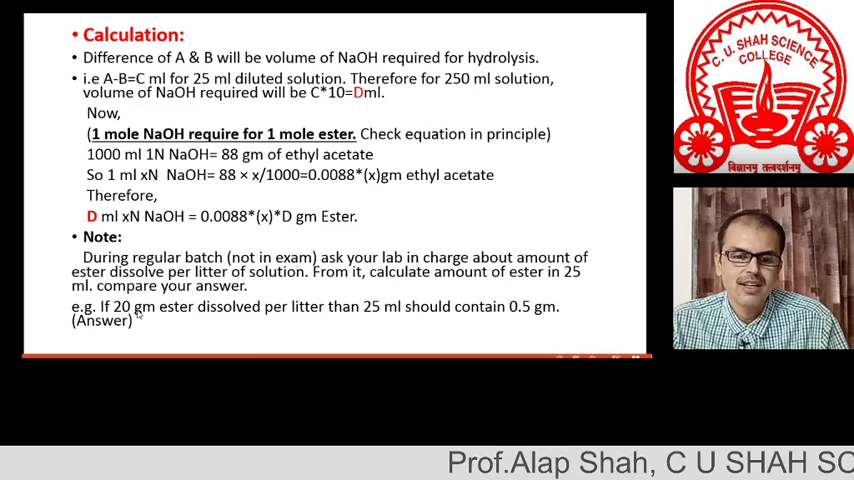 • Calculation:
• Difference of A & B will be volume of NaOH required for hydrolysis.
• i.e A-B=C ml for 25 ml diluted solution. Therefore for 250 ml solution,
volume of NaOH required will be C*10=Dml.
Now,
(1 mole NaOH require for 1 mole ester. Check equation in principle)
1000 ml 1N NaOH= 88 gm of ethyl acetate
So 1 ml xN NaOH= 88 × x/1000=0.0088*(x)gm ethyl acetate
Therefore,
D ml xN NaOH = 0.0088*(x)*D gm Ester.
• Note:
During regular batch (not in exam) ask your lab in charge about amount of
ester dissolve per litter of solution. From it, calculate amount of ester in 25
ml. compare your answer.
e.g. If 20 gm ester dissolved per litter than 25 ml should contain 0.5 gm.
(Answer)
C. U. SHAH SCIENCE
COLLEGE
विज्ञानम् तत्वदर्शनम्
Prof.Alap Shah, C U SHAH SC